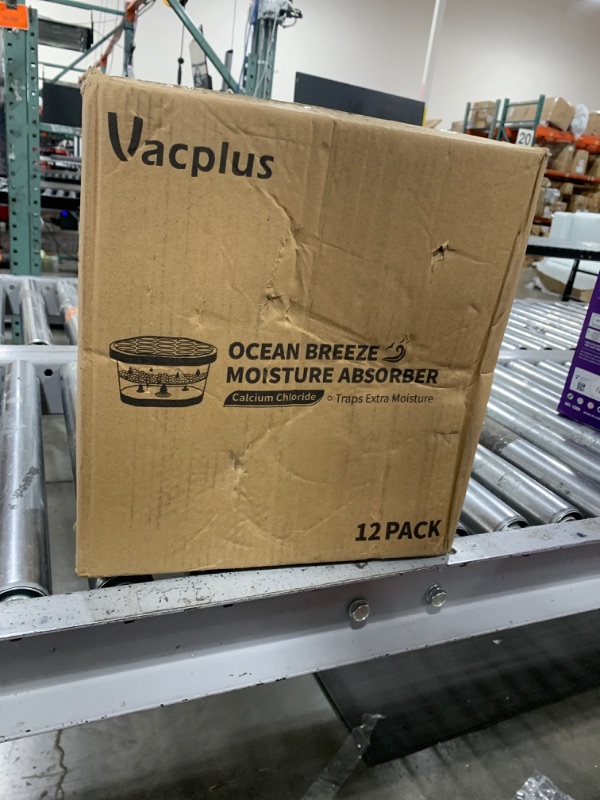 Vacplus
20
OCEAN BREEZE
MOISTURE ABSORBER
Calcium Chloride Traps Extra Moisture
12 PACK